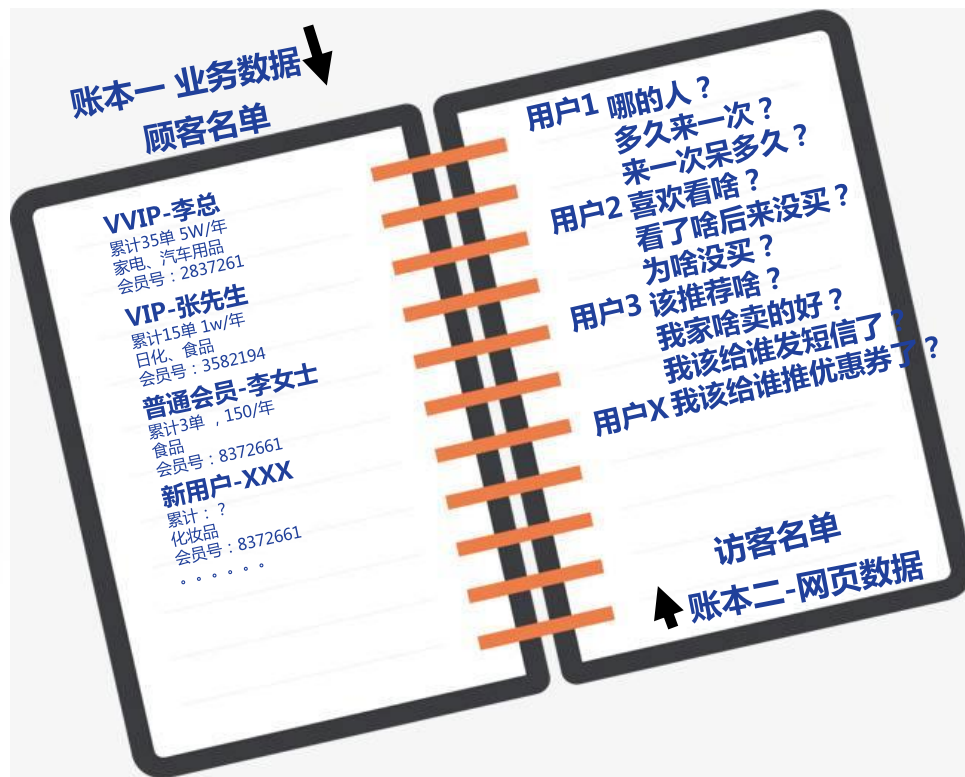 账本一 业务数据
顾客名单
VVIP-李总
累计35单 5W/年
家电、汽车用品
会员号：2837261
VIP-张先生
累计15单 1w/年
日化、食品
会员号：3582194
普通会员-李女士
累计3单 ，150/年
食品
会员号：8372661
新用户-XXX
累计：？
化妆品
会员号：8372661
。。。。。。
用户1 哪的人？
多久来一次？
来一次呆多久？
用户2 喜欢看啥？
看了啥后来没买？
为啥没买？
用户3 该推荐啥？
我家啥卖的好？
我该给谁发短信了？
用户X 我该给谁推优惠券了？
访客名单
账本二-网页数据